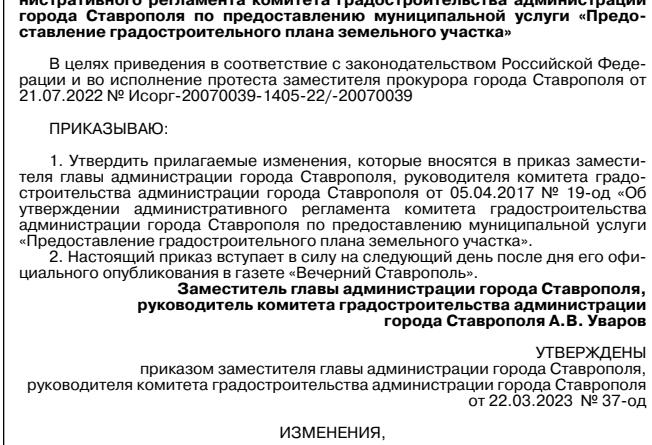 нистративного регламента комитета градостроительства администрации
города Ставрополя по предоставлению муниципальной услуги «Предо-
ставление градостроительного плана земельного участка»
В целях приведения в соответствие с законодательством Российской Феде-
рации и во исполнение протеста заместителя прокурора города Ставрополя от
21.07.2022 № Исорг-20070039-1405-22/-20070039
ПРИКАЗЫВАЮ:
1. Утвердить прилагаемые изменения, которые вносятся в приказ замести-
теля главы администрации города Ставрополя, руководителя комитета градо-
строительства администрации города Ставрополя от 05.04.2017 № 19-од «Об
утверждении административного регламента комитета градостроительства
администрации города Ставрополя по предоставлению муниципальной услуги
«Предоставление градостроительного плана земельного участка».
2. Настоящий приказ вступает в силу на следующий день после дня его офи-
циального опубликования в газете «Вечерний Ставрополь».
Заместитель главы администрации города Ставрополя,
руководитель комитета градостроительства администрации
города Ставрополя А.В. Уваров
УТВЕРЖДЕНЫ
приказом заместителя главы администрации города Ставрополя,
руководителя комитета градостроительства администрации города Ставрополя
от 22.03.2023 № 37-од
ИЗМЕНЕНИЯ,